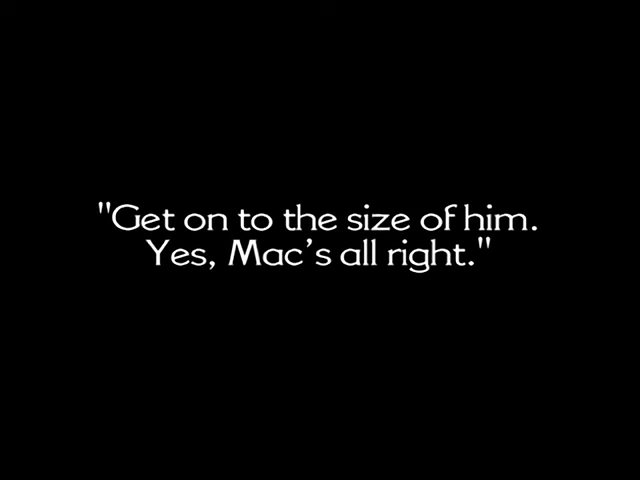 "Get on to the size of him.
Yes, Mac's all right."